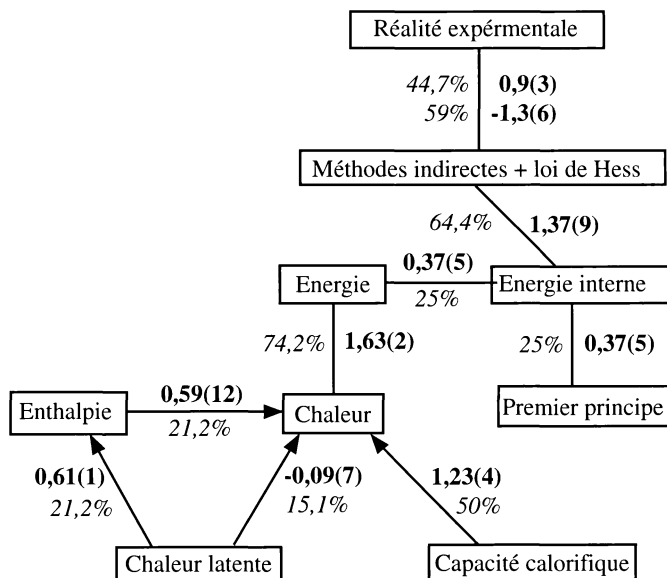 Réalité expérmentale
44,7% 0,9(3)
59% -1,3(6)
Méthodes indirectes + loi de Hess
64,4% 1,37(9)
0,37(5)
Energie Energie interne
25%
74,2% 1,63(2) 25% 0,37(5)
0,59(12)
Enthalpie Chaleur Premier principe
21,2%
0,61(1) -0,09(7) 1,23(4)
21,2% 15,1% 50%
Chaleur latente Capacité calorifique